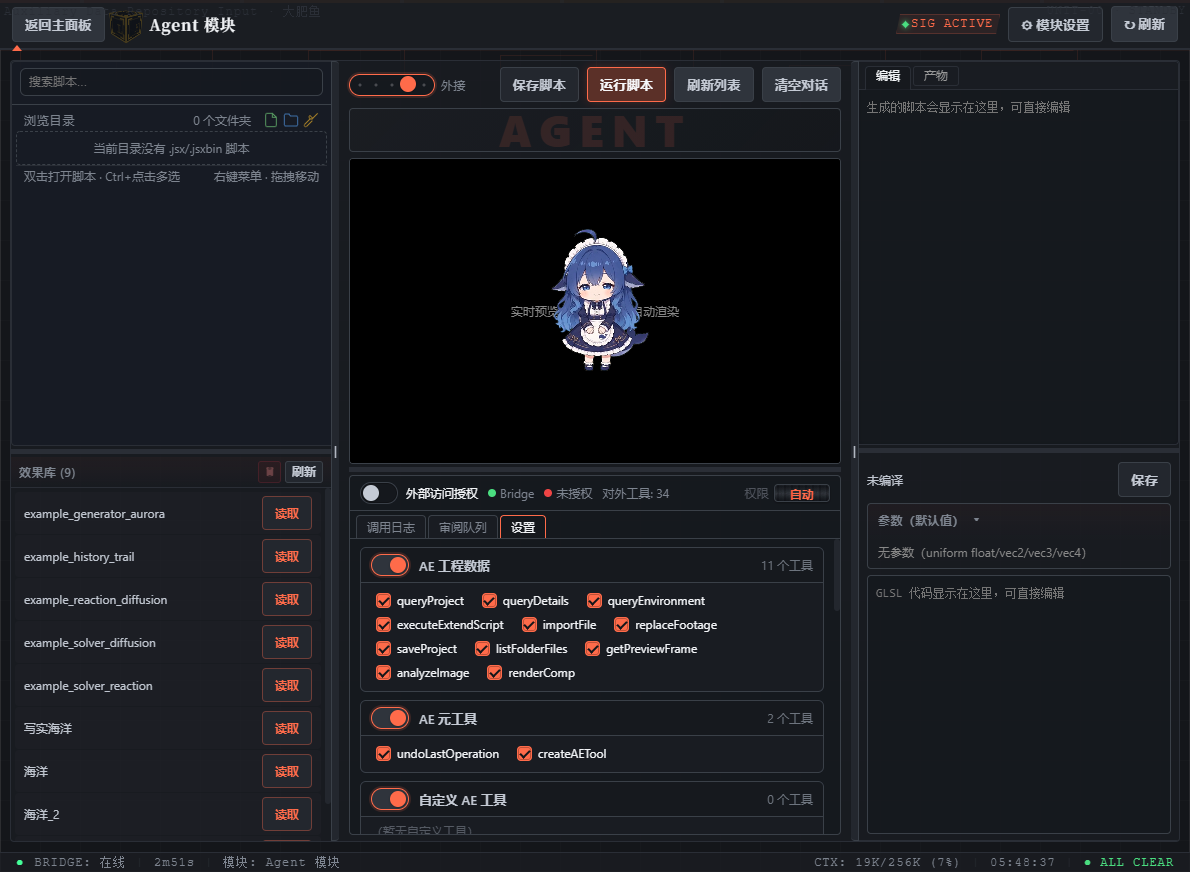 返回主面板
Agent 模块
SIG ACTIVE
模块设置
刷新
搜索脚本...
浏览目录
0 个文件夹
当前目录没有 .jsx/.jsxbin 脚本
双击打开脚本 · Ctrl+点击多选
右键菜单 · 拖拽移动
效果库 (9)
刷新
example_generator_aurora
读取
example_history_trail
读取
example_reaction_diffusion
读取
example_solver_diffusion
读取
example_solver_reaction
读取
写实海洋
读取
海洋
读取
海洋_2
读取
外接
保存脚本
运行脚本
刷新列表
清空对话
AGENT
实时预览
自动渲染
外部访问授权
Bridge
未授权
对外工具: 34
权限
自动
调用日志
审阅队列
设置
AE 工程数据
11 个工具
queryProject
queryDetails
queryEnvironment
executeExtendScript
importFile
replaceFootage
saveProject
listFolderFiles
getPreviewFrame
analyzeImage
renderComp
AE 元工具
2 个工具
undoLastOperation
createAETool
自定义 AE 工具
0 个工具
(暂无自定义工具)
编辑
产物
生成的脚本会显示在这里，可直接编辑
未编译
保存
参数 (默认值)
无参数 (uniform float/vec2/vec3/vec4)
GLSL 代码显示在这里，可直接编辑
BRIDGE: 在线
2m51s
模块: Agent 模块
CTX: 19K/256K (7%)
05:48:37
ALL CLEAR